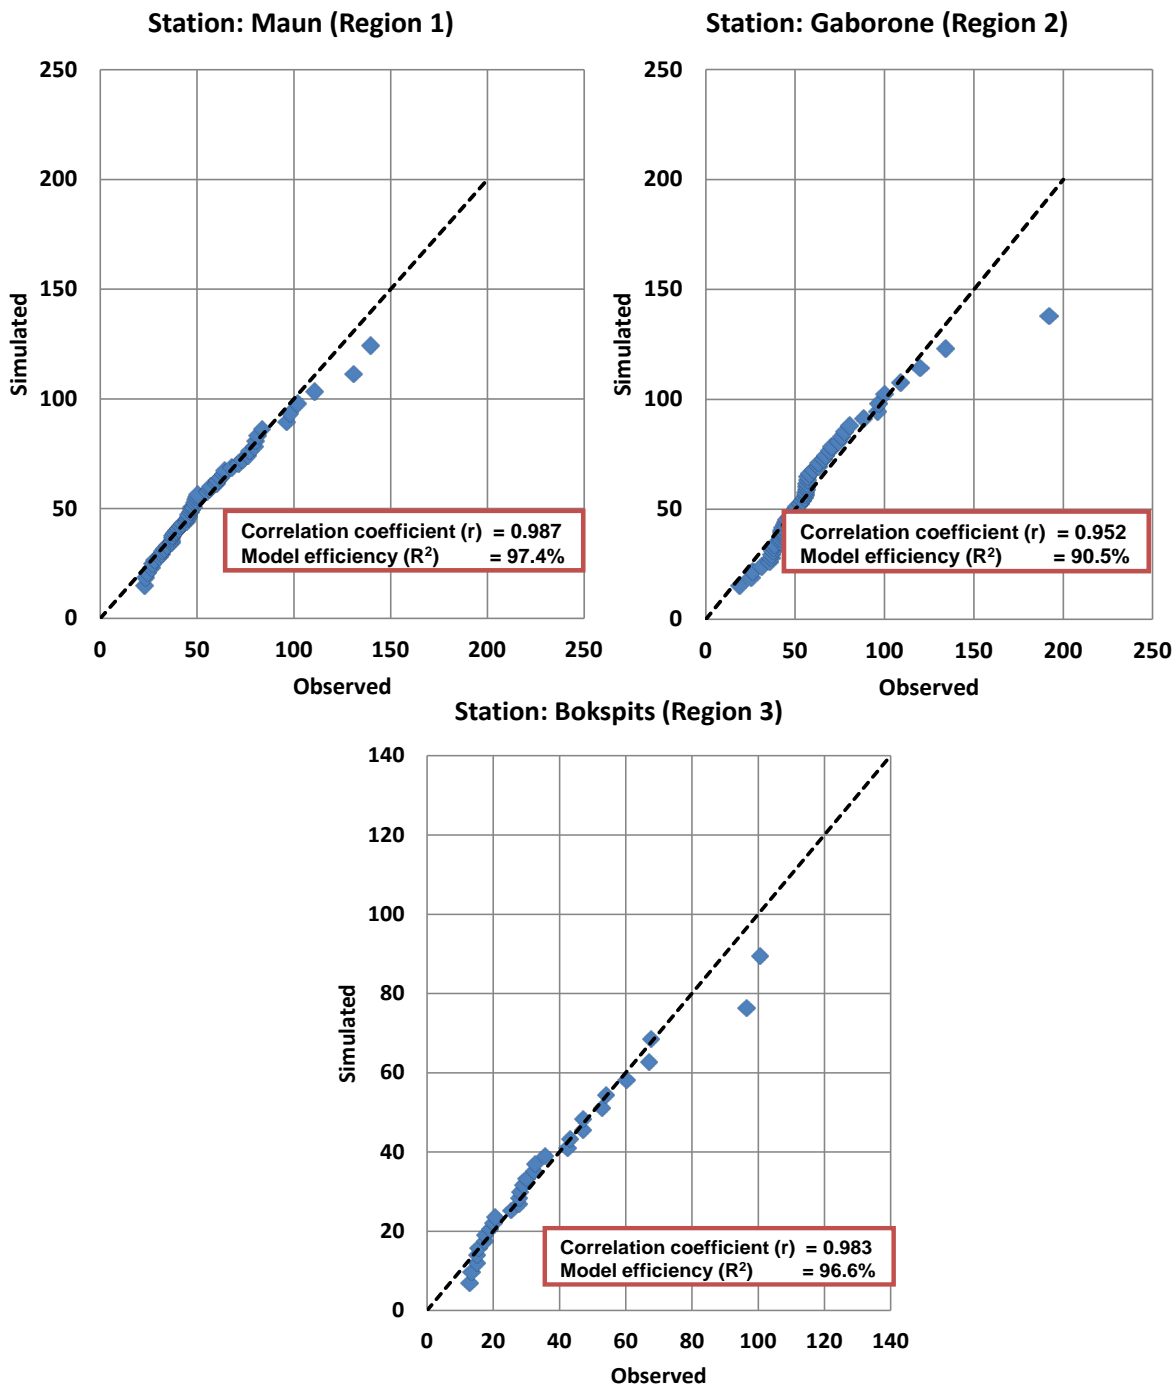 Station: Maun (Region 1)
250
200
150
100
50
0
Simulated
Correlation coefficient (r) = 0.987
Model efficiency (R²) = 97.4%
0 50 100 150 200 250
Observed
Station: Gaborone (Region 2)
250
200
150
100
50
0
Simulated
Correlation coefficient (r) = 0.952
Model efficiency (R²) = 90.5%
0 50 100 150 200 250
Observed
Station: Bokspits (Region 3)
140
120
100
80
60
40
20
0
Simulated
Correlation coefficient (r) = 0.983
Model efficiency (R²) = 96.6%
0 20 40 60 80 100 120 140
Observed